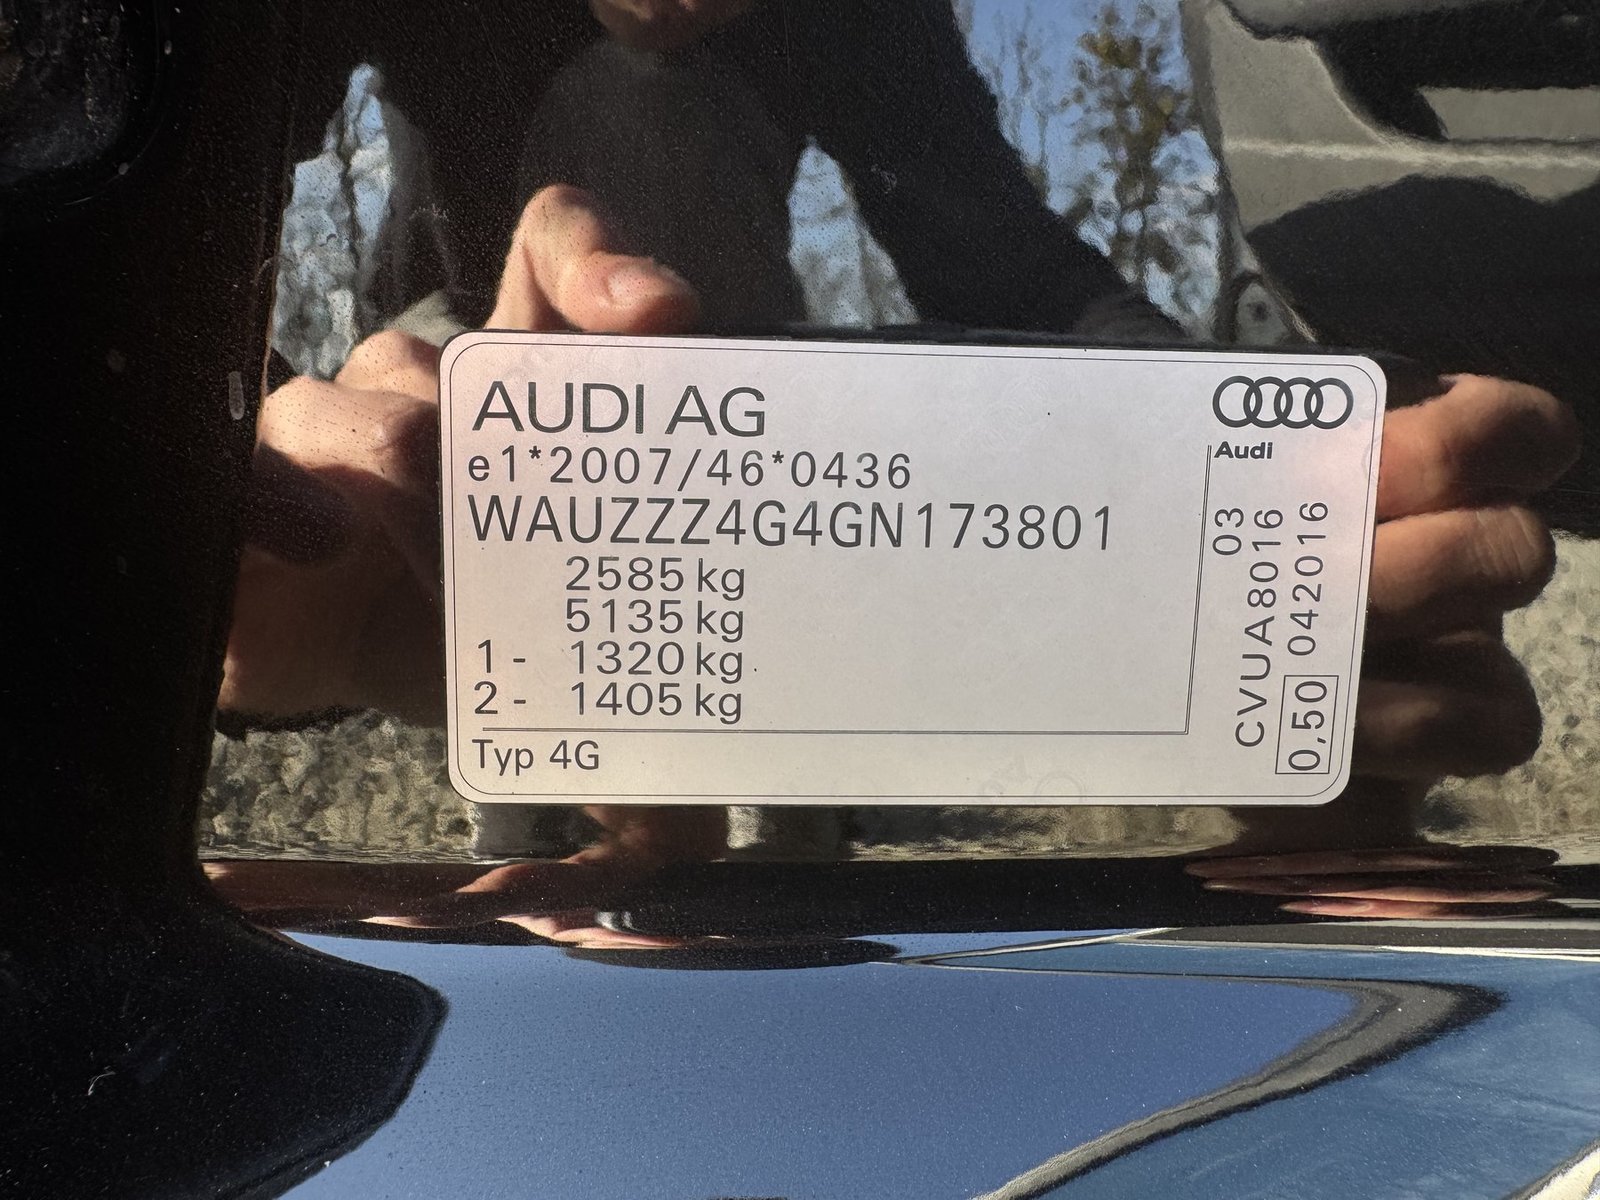 AUDI AG
e1*2007/46*0436
WAUZZZ4G4GN173801
2585 kg
5135 kg
1 - 1320 kg
2 - 1405 kg
Typ 4G
Audi
03
CVUA8016
0,50 042016